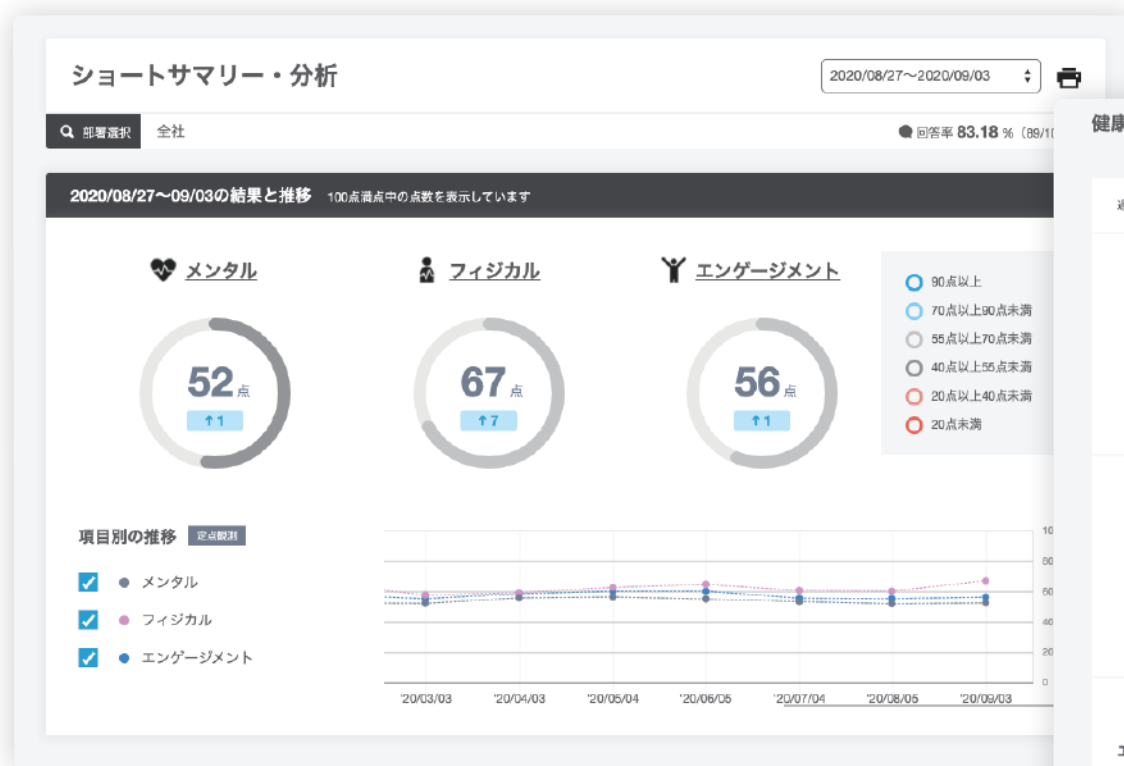 ショートサマリー・分析
2020/08/27〜2020/09/03
部署選択
全社
回答率 83.18 % (89/10
健康
2020/08/27〜09/03の結果と推移
100点満点中の点数を表示しています
メンタル
フィジカル
エンゲージメント
52点
↑1
67点
↑7
56点
↑1
90点以上
70点以上90点未満
55点以上70点未満
40点以上55点未満
20点以上40点未満
20点未満
項目別の推移
定点観測
メンタル
フィジカル
エンゲージメント
10
80
60
40
20
0
'20/03/03
'20/04/03
'20/05/04
'20/06/05
'20/07/04
'20/08/05
'20/09/03